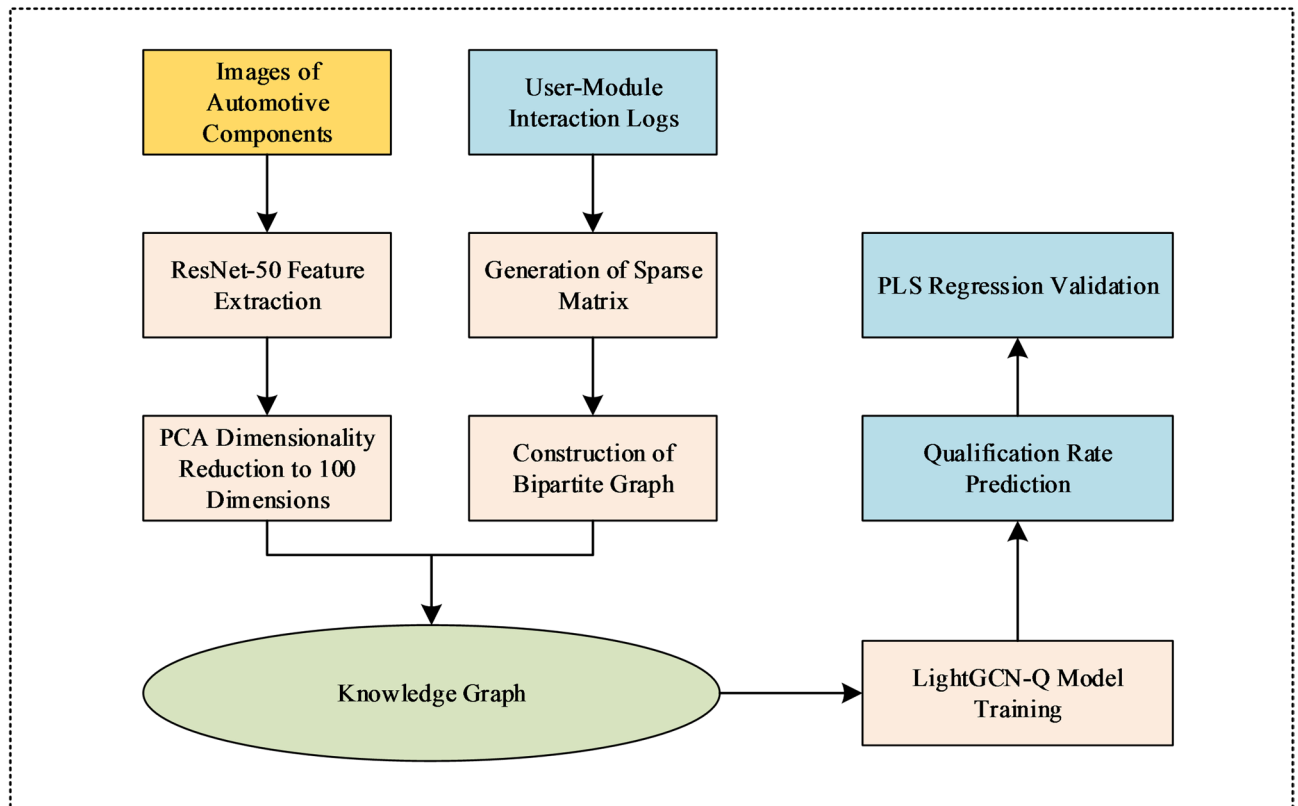 Images of
Automotive
Components
User-Module
Interaction Logs
ResNet-50 Feature
Extraction
Generation of Sparse
Matrix
PLS Regression Validation
PCA Dimensionality
Reduction to 100
Dimensions
Construction of
Bipartite Graph
Qualification Rate
Prediction
Knowledge Graph
LightGCN-Q Model
Training